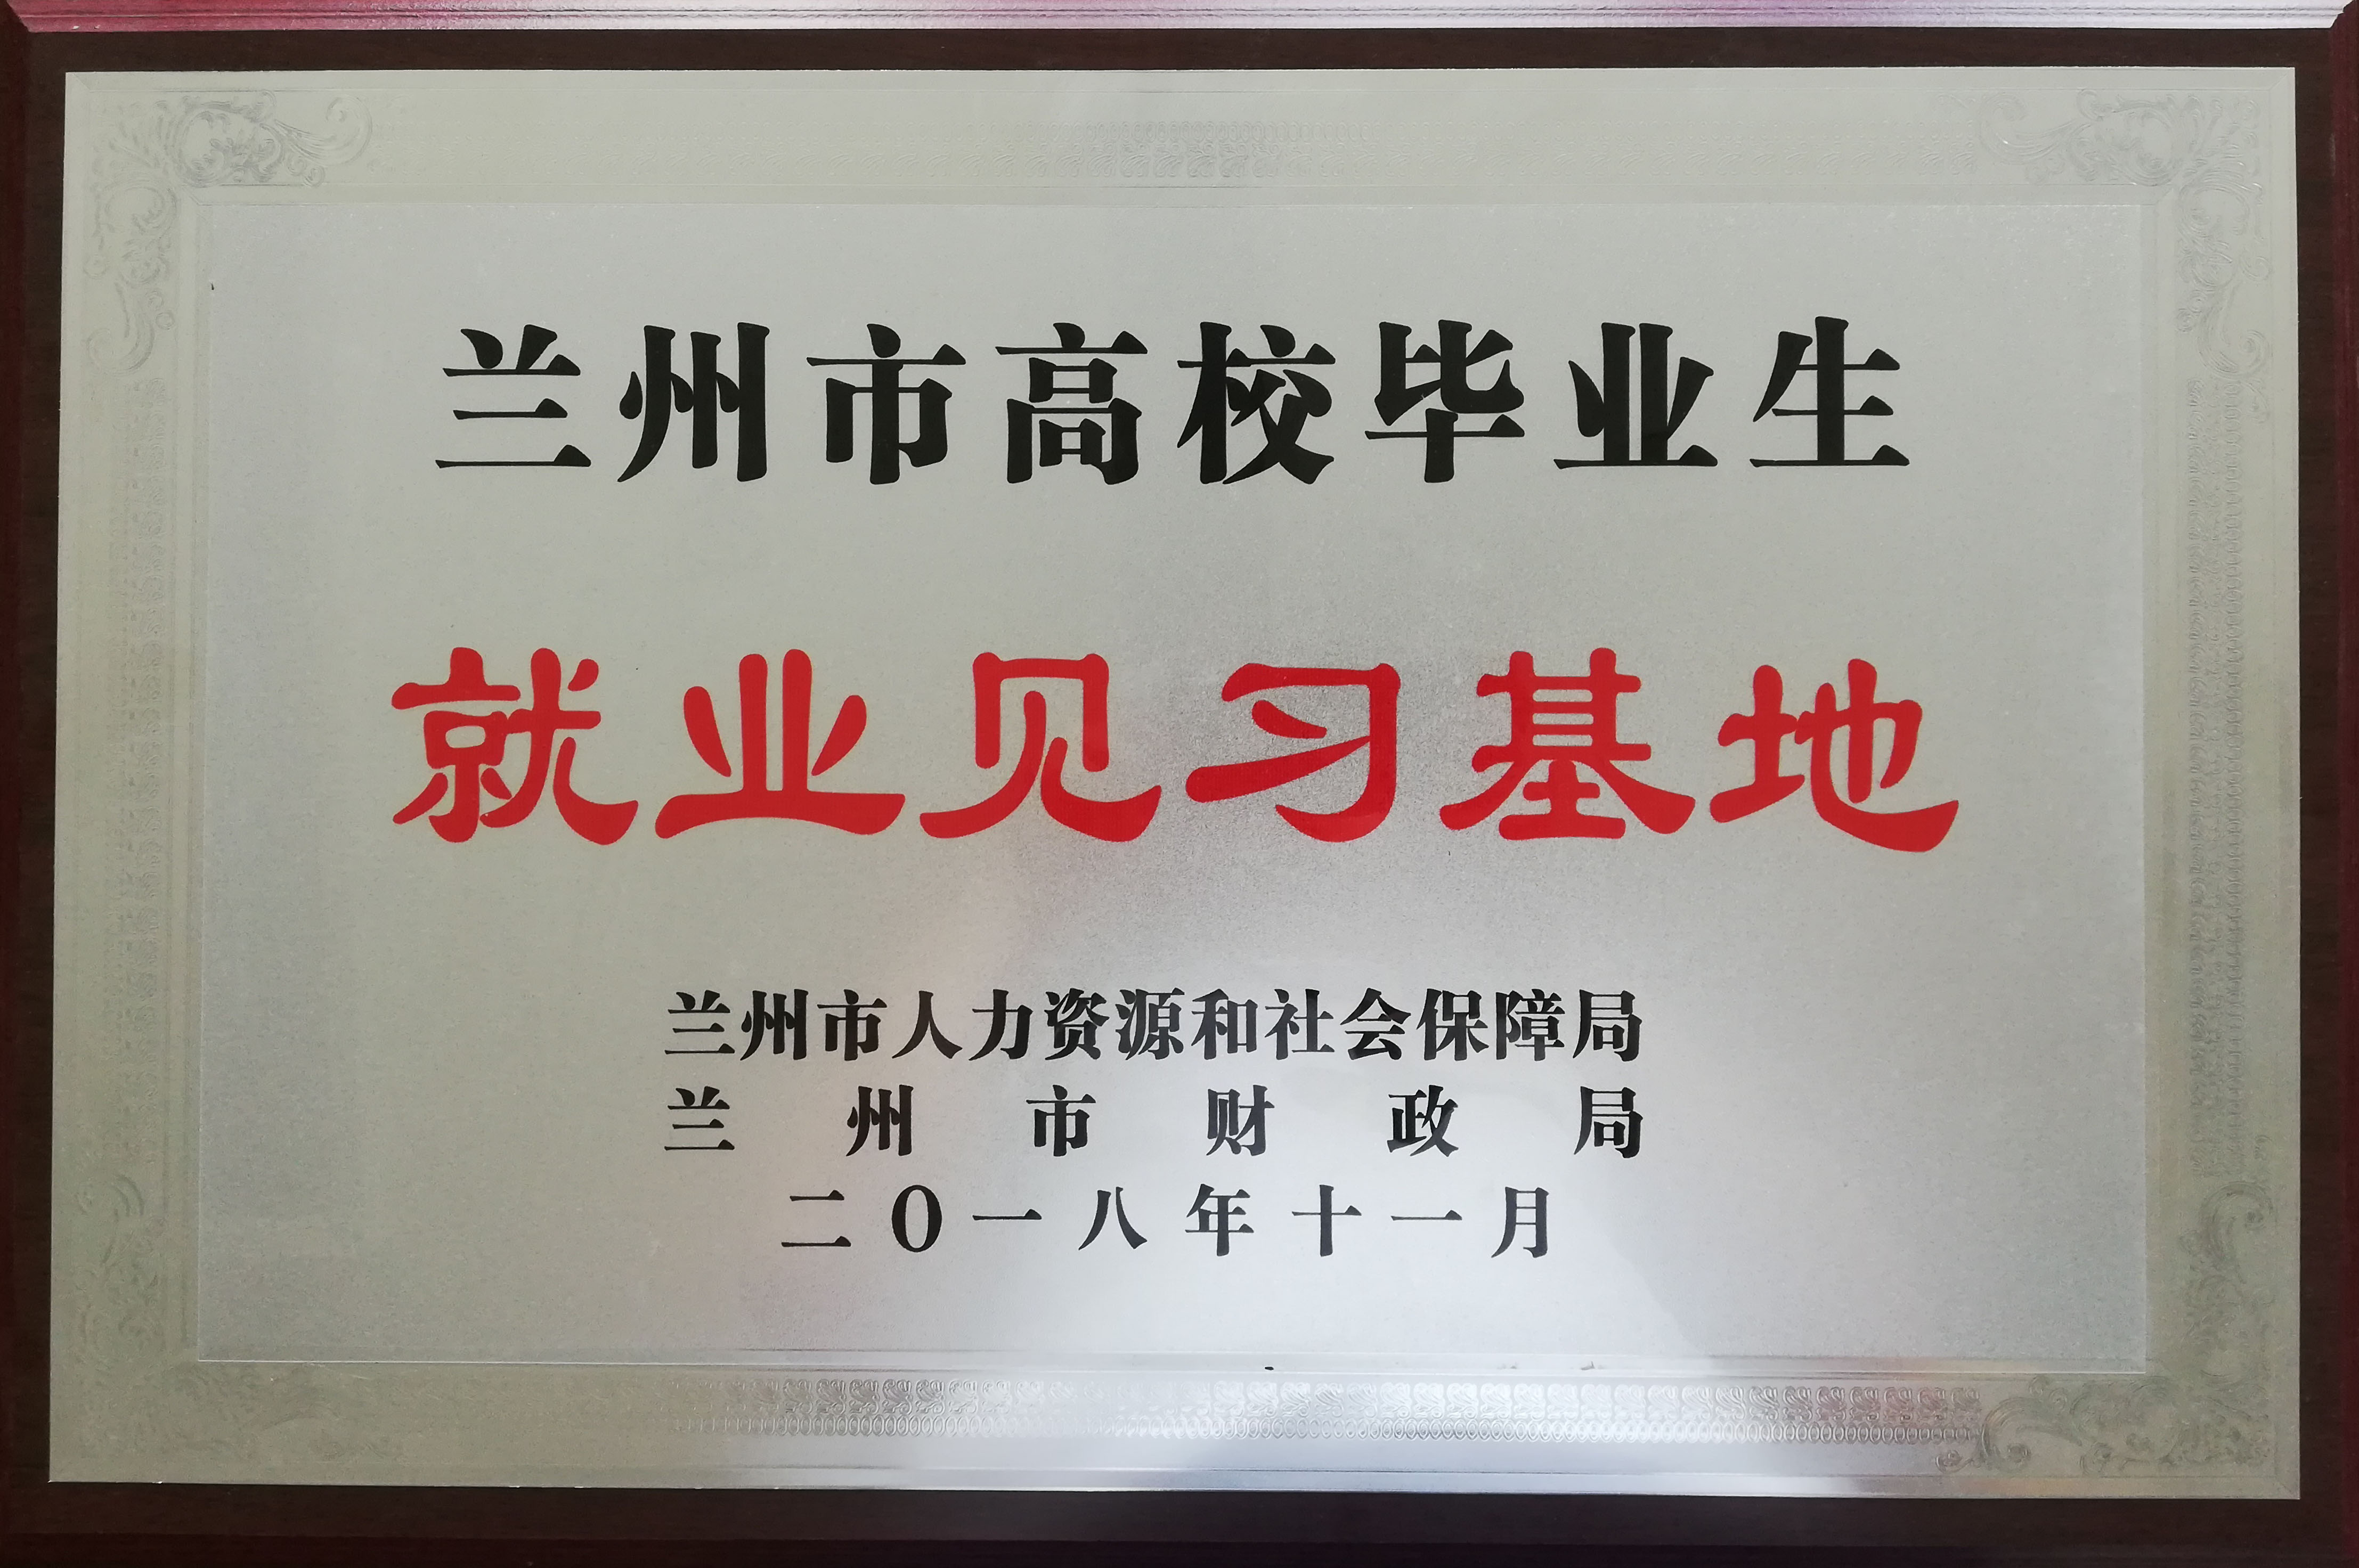 兰州市高校毕业生
就业见习基地
兰州市人力资源和社会保障局
兰州市财政局
二〇一八年十一月